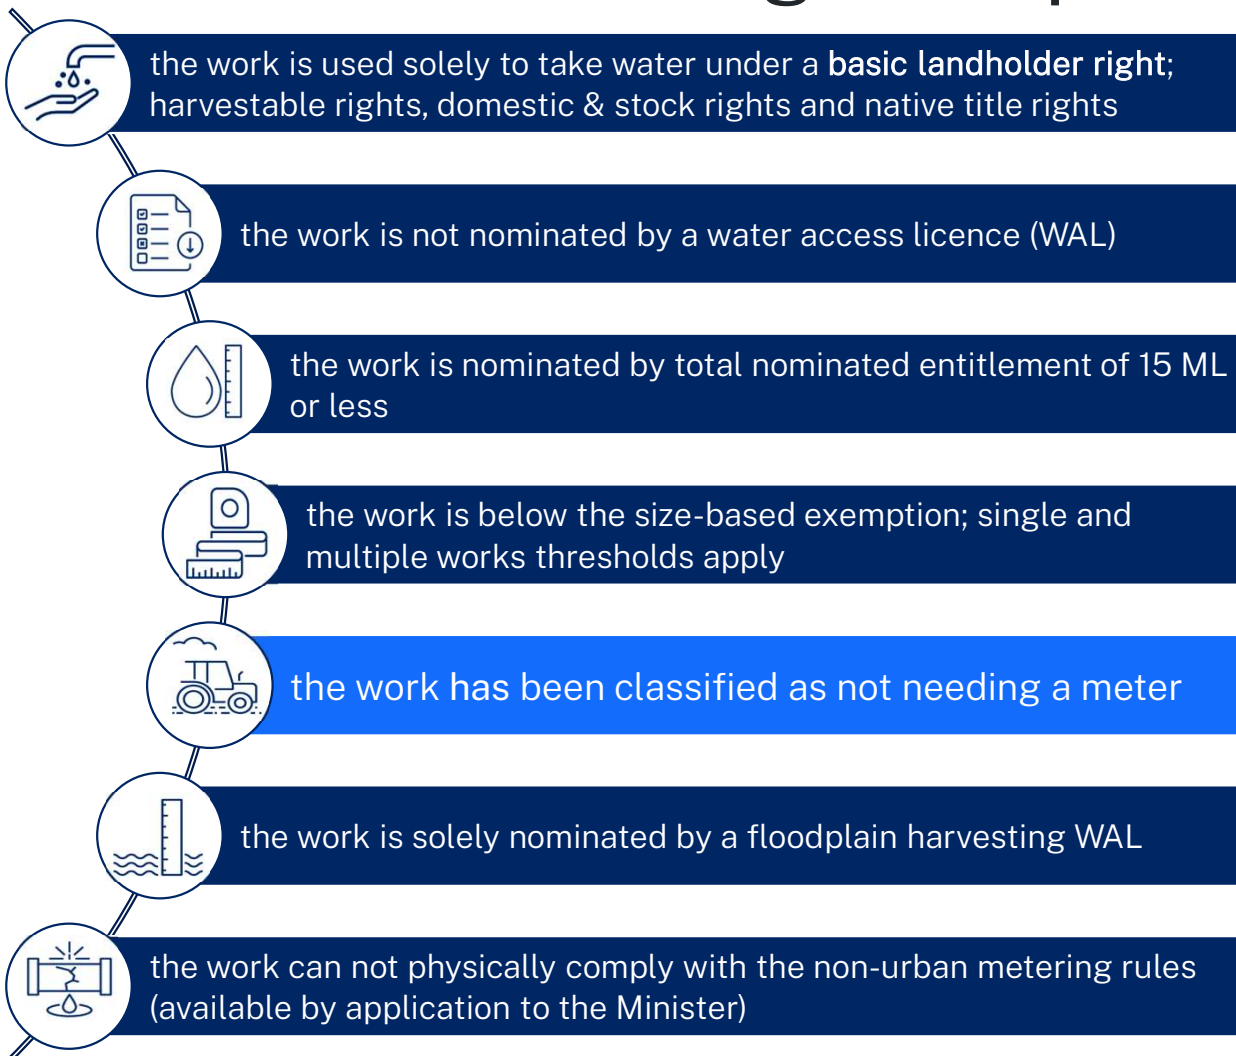 the work is used solely to take water under a basic landholder right;
harvestable rights, domestic & stock rights and native title rights
the work is not nominated by a water access licence (WAL)
the work is nominated by total nominated entitlement of 15 ML
or less
the work is below the size-based exemption; single and
multiple works thresholds apply
the work has been classified as not needing a meter
the work is solely nominated by a floodplain harvesting WAL
the work can not physically comply with the non-urban metering rules
(available by application to the Minister)